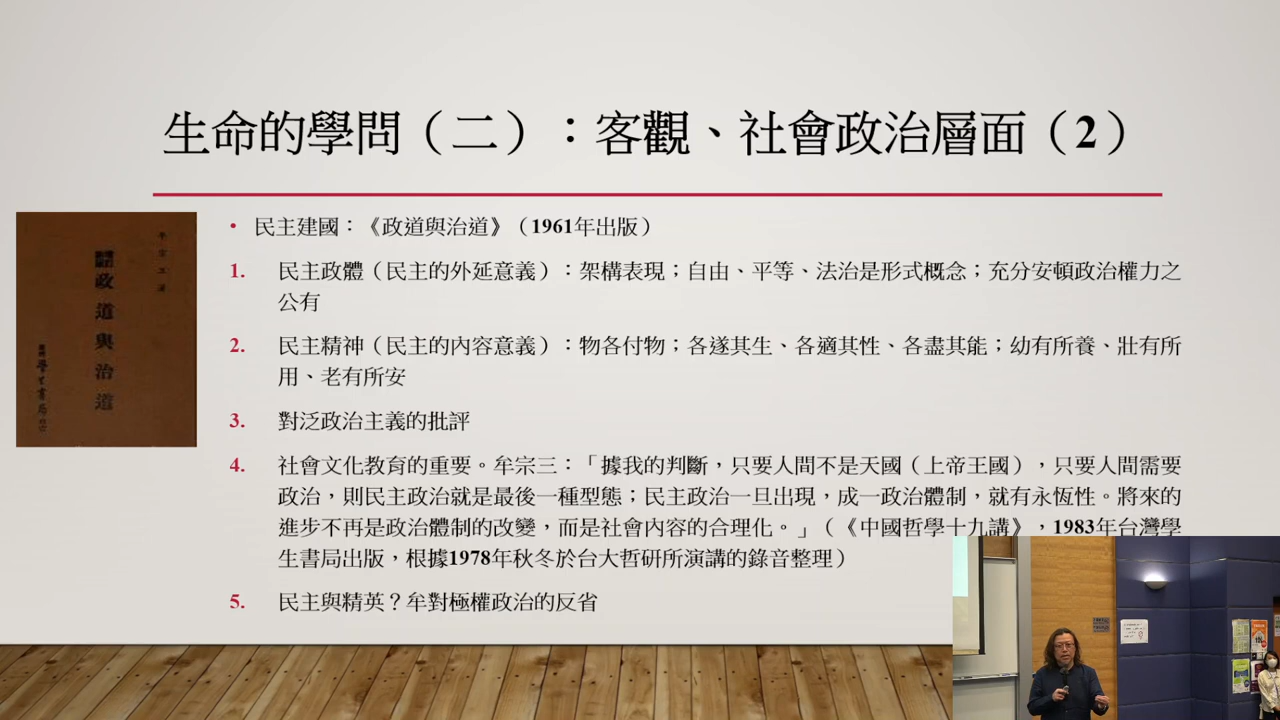 生命的學問（二）：客觀、社會政治層面（2）
• 民主建國：《政道與治道》（1961年出版）
1. 民主政體（民主的外延意義）：架構表現；自由、平等、法治是形式概念；充分安頓政治權力之
公有
2. 民主精神（民主的內容意義）：物各付物；各遂其生、各適其性、各盡其能；幼有所養、壯有所
用、老有所安
3. 對泛政治主義的批評
4. 社會文化教育的重要。牟宗三：「據我的判斷，只要人間不是天國（上帝王國），只要人間需要
政治，則民主政治就是最後一種型態；民主政治一旦出現，成一政治體制，就有永恆性。將來的
進步不再是政治體制的改變，而是社會內容的合理化。」（《中國哲學十九講》，1983年台灣學
生書局出版，根據1978年秋冬於台大哲研所演講的錄音整理）
5. 民主與精英？牟對極權政治的反省
牟宗三著
政道與治道
學生書局